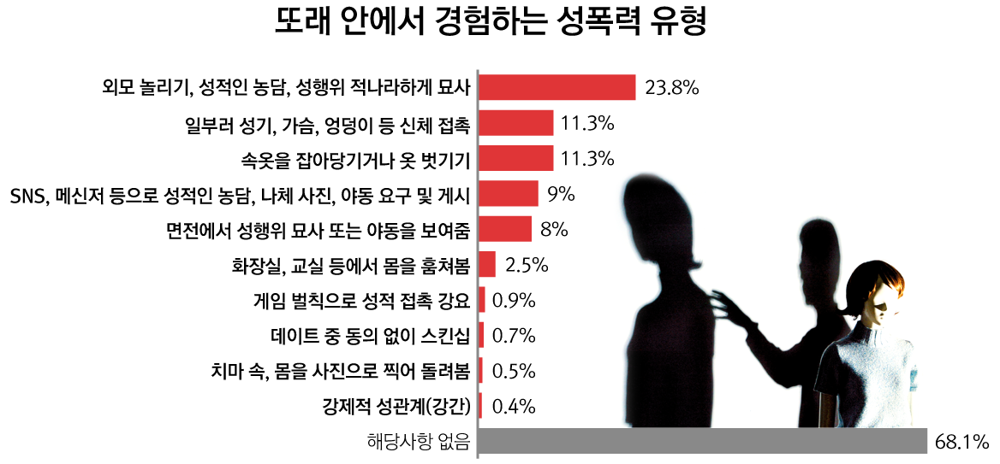 또래 안에서 경험하는 성폭력 유형
외모 놀리기, 성적인 농담, 성행위 적나라하게 묘사 23.8%
일부러 성기, 가슴, 엉덩이 등 신체 접촉 11.3%
속옷을 잡아당기거나 옷 벗기기 11.3%
SNS, 메신저 등으로 성적인 농담, 나체 사진, 야동 요구 및 게시 9%
면전에서 성행위 묘사 또는 야동을 보여줌 8%
화장실, 교실 등에서 몸을 훔쳐봄 2.5%
게임 벌칙으로 성적 접촉 강요 0.9%
데이트 중 동의 없이 스킨십 0.7%
치마 속, 몸을 사진으로 찍어 돌려봄 0.5%
강제적 성관계(강간) 0.4%
해당사항 없음 68.1%